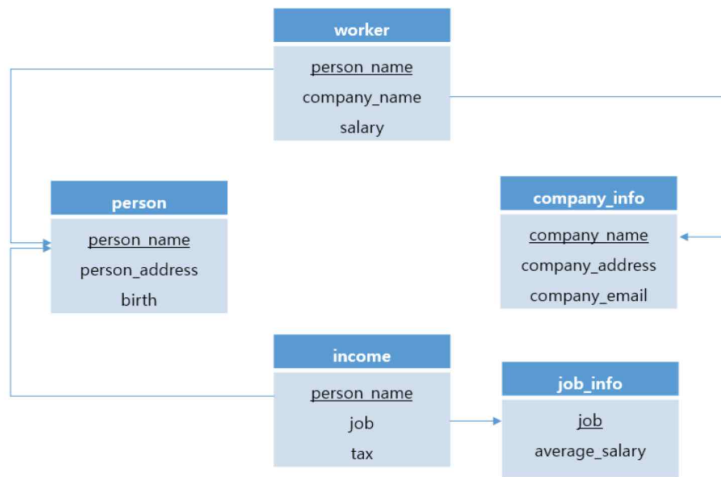 worker
person_name
company_name
salary
person
person_name
person_address
birth
company_info
company_name
company_address
company_email
income
person_name
job
tax
job_info
job
average_salary